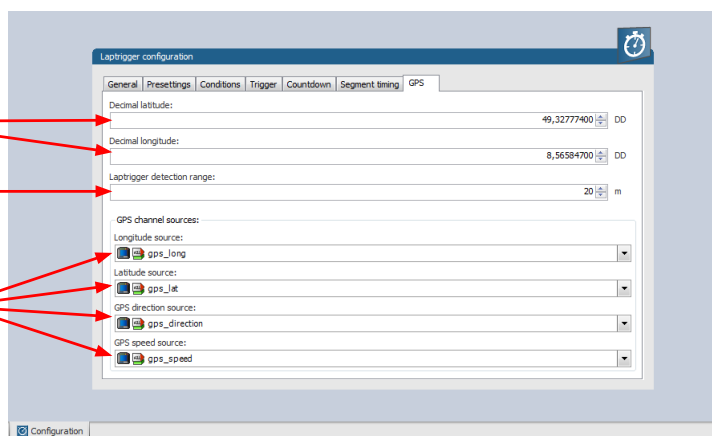 Laptrigger configuration
General Presettings Conditions Trigger Countdown Segment timing GPS
Decimal latitude:
49,32777400 DD
Decimal longitude:
8,56584700 DD
Laptrigger detection range:
20 m
GPS channel sources:
Longitude source:
gps_long
Latitude source:
gps_lat
GPS direction source:
gps_direction
GPS speed source:
gps_speed
Configuration